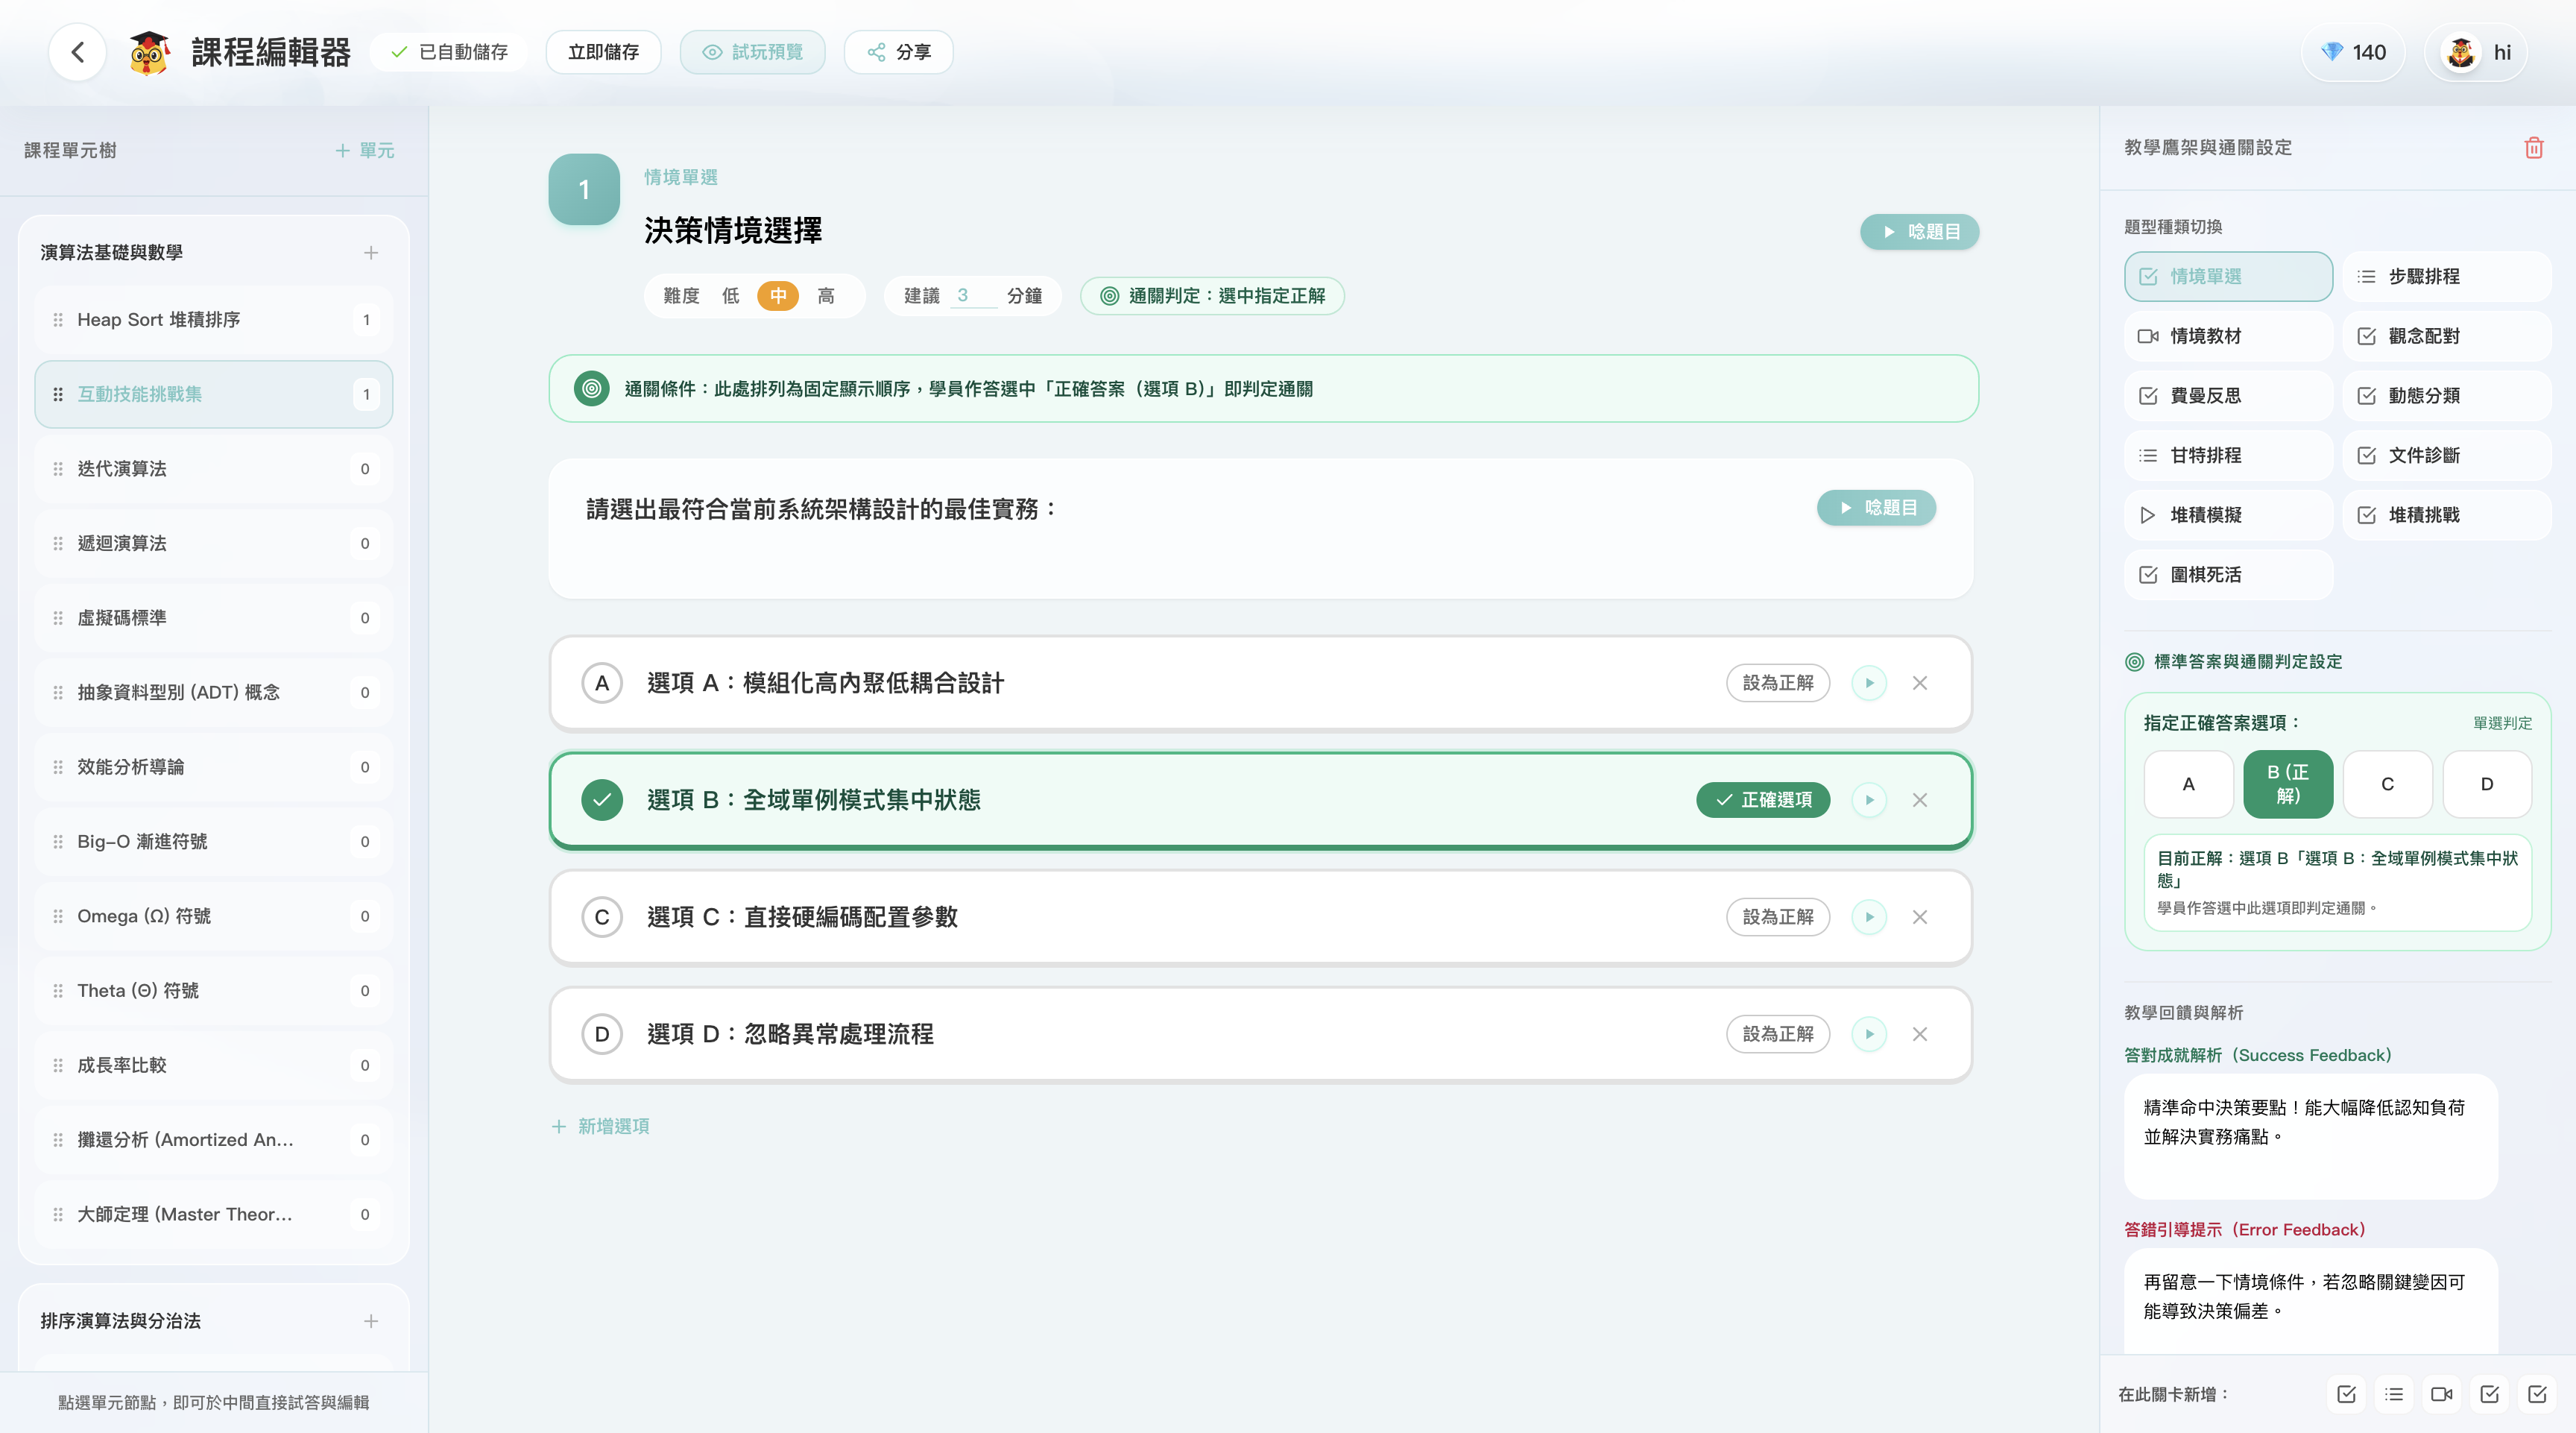 課程編輯器
已自動儲存
立即儲存
試玩預覽
分享
140
hi
課程單元樹
+ 單元
演算法基礎與數學
Heap Sort 堆積排序
1
互動技能挑戰集
1
迭代演算法
0
遞迴演算法
0
虛擬碼標準
0
抽象資料型別 (ADT) 概念
0
效能分析導論
0
Big-O 漸進符號
0
Omega (Ω) 符號
0
Theta (Θ) 符號
0
成長率比較
0
攤還分析 (Amortized An...
0
大師定理 (Master Theor...
0
排序演算法與分治法
點選單元節點，即可於中間直接試答與編輯
1
情境單選
決策情境選擇
唸題目
難度 低 中 高
建議 3 分鐘
通關判定：選中指定正解
通關條件：此處排列為固定顯示順序，學員作答選中「正確答案（選項 B）」即判定通關
請選出最符合當前系統架構設計的最佳實務：
唸題目
A
選項 A：模組化高內聚低耦合設計
設為正解
選項 B：全域單例模式集中狀態
正確選項
C
選項 C：直接硬編碼配置參數
設為正解
D
選項 D：忽略異常處理流程
設為正解
+ 新增選項
教學鷹架與通關設定
題型種類切換
情境單選
步驟排程
情境教材
觀念配對
費曼反思
動態分類
甘特排程
文件診斷
堆積模擬
堆積挑戰
圍棋死活
標準答案與通關判定設定
指定正確答案選項：
單選判定
A
B (正
解)
C
D
目前正解：選項 B「選項 B：全域單例模式集中狀
態」
學員作答選中此選項即判定通關。
教學回饋與解析
答對成就解析（Success Feedback）
精準命中決策要點！能大幅降低認知負荷
並解決實務痛點。
答錯引導提示（Error Feedback）
再留意一下情境條件，若忽略關鍵變因可
能導致決策偏差。
在此關卡新增：